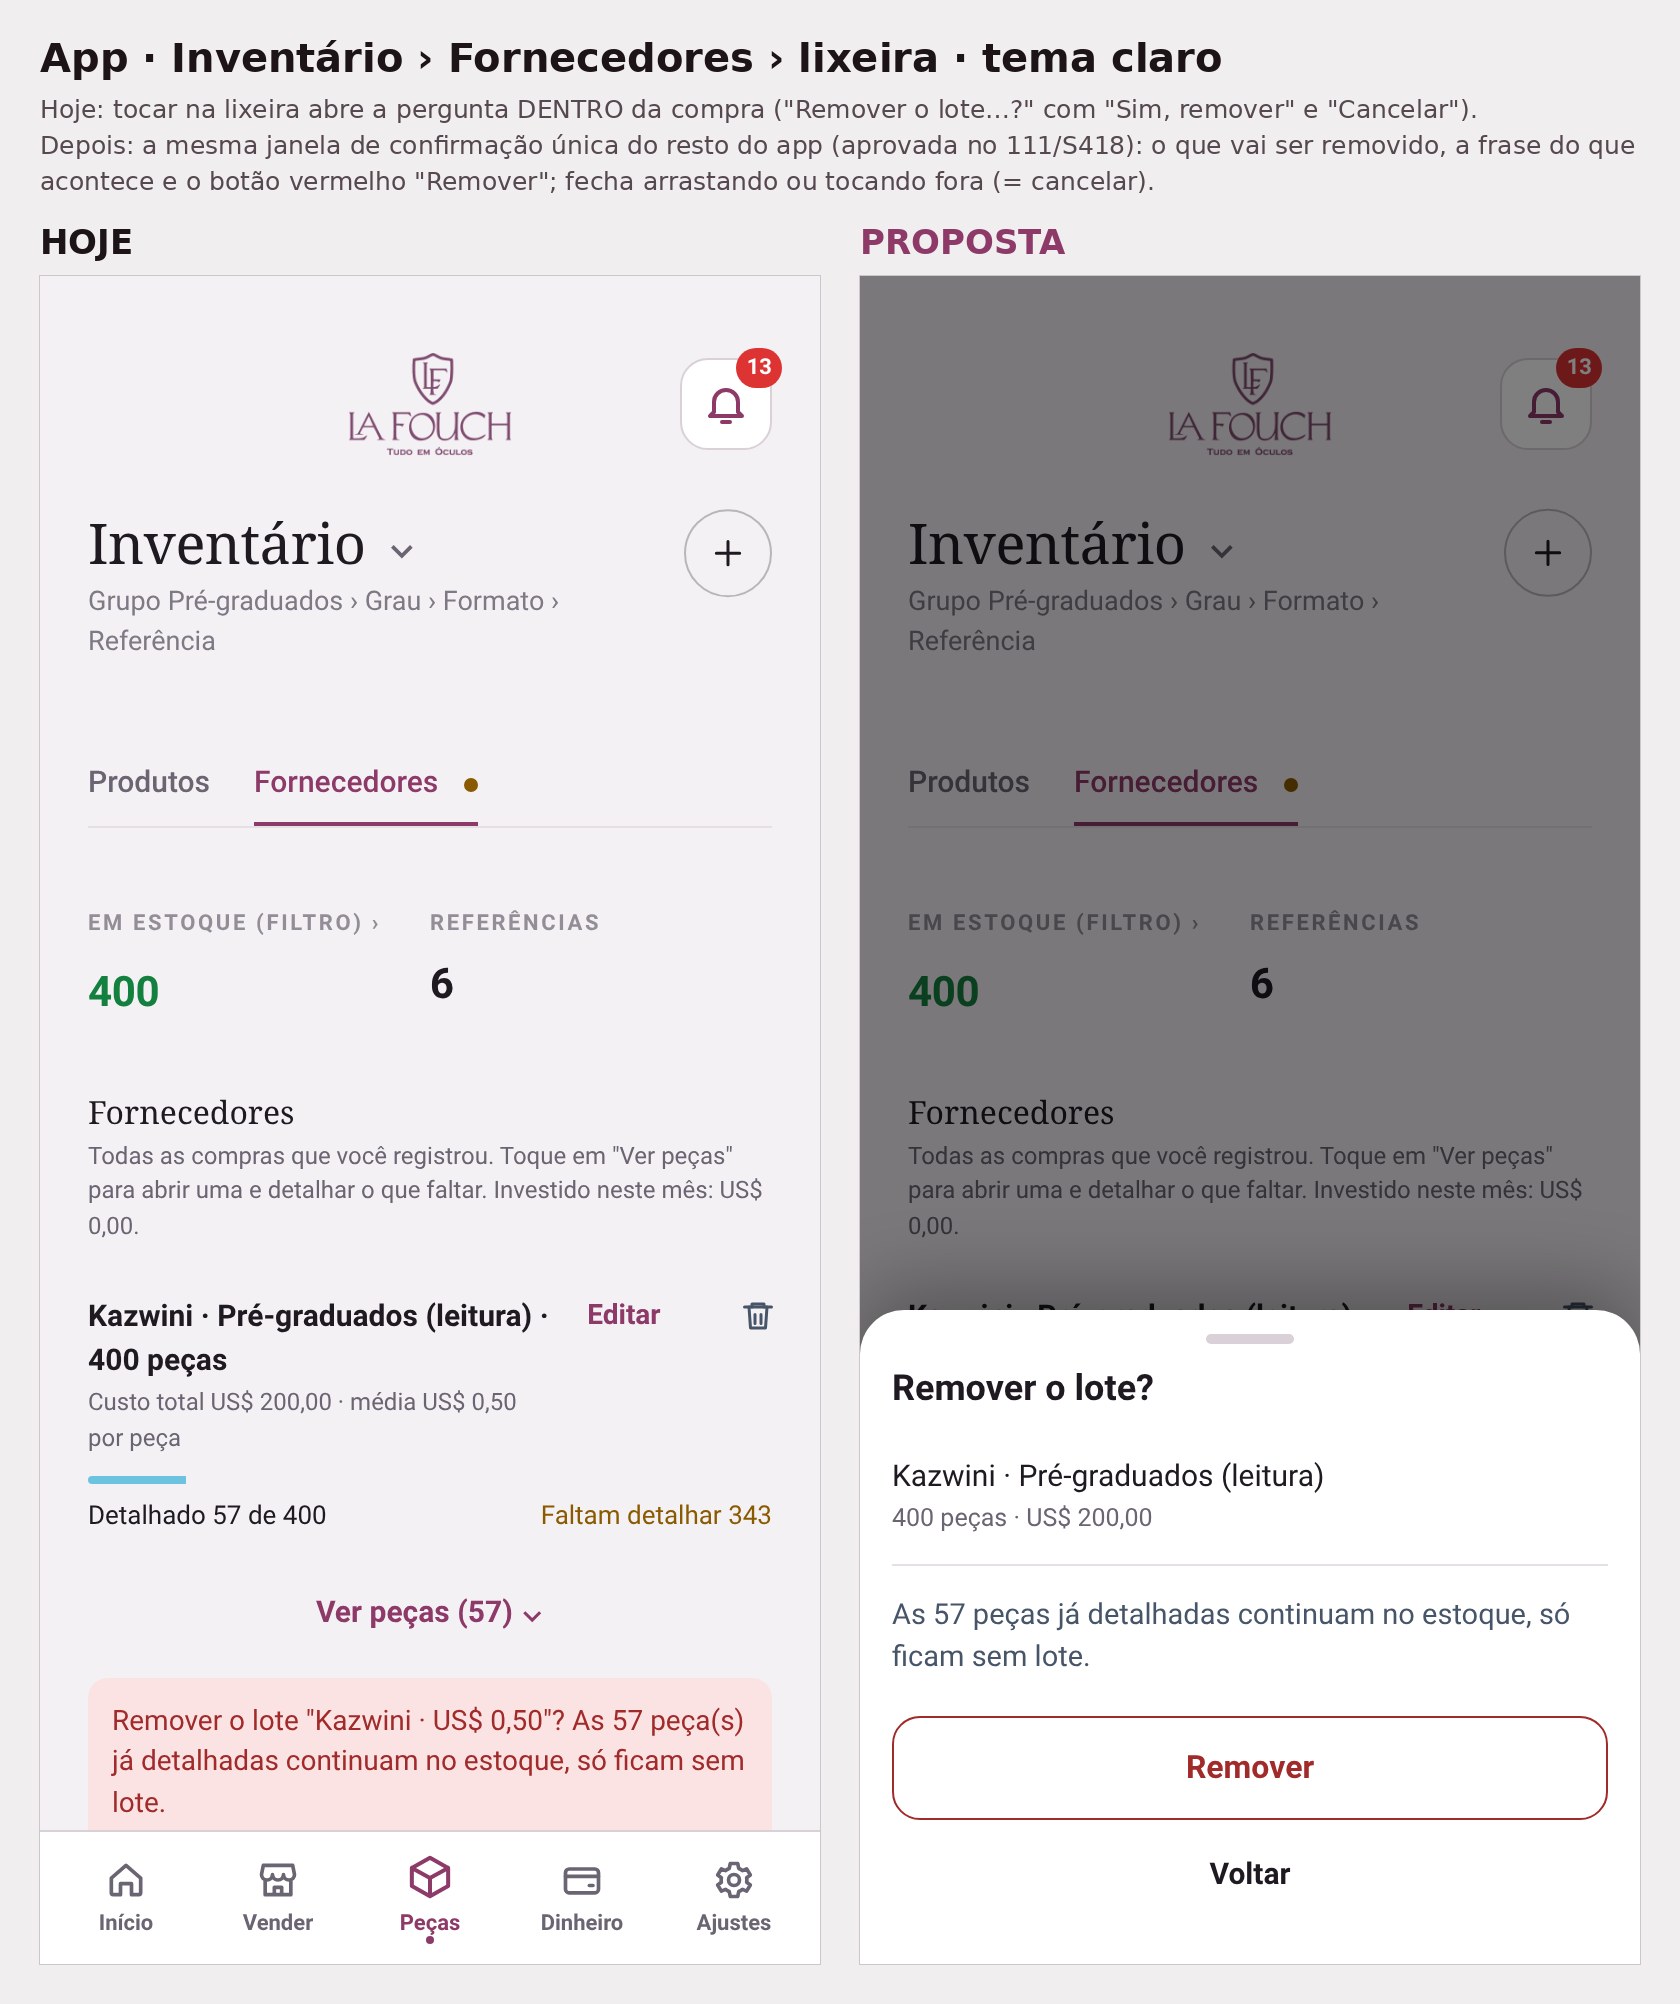 App · Inventário › Fornecedores › lixeira · tema claro
Hoje: tocar na lixeira abre a pergunta DENTRO da compra ("Remover o lote...?" com "Sim, remover" e "Cancelar").
Depois: a mesma janela de confirmação única do resto do app (aprovada no 111/S418): o que vai ser removido, a frase do que
acontece e o botão vermelho "Remover"; fecha arrastando ou tocando fora (= cancelar).
HOJE
LF
LA FOUCH
TUDO EM ÓCULOS
13
Inventário
Grupo Pré-graduados › Grau › Formato ›
Referência
Produtos
Fornecedores
EM ESTOQUE (FILTRO) ›
REFERÊNCIAS
400
6
Fornecedores
Todas as compras que você registrou. Toque em "Ver peças"
para abrir uma e detalhar o que faltar. Investido neste mês: US$
0,00.
Kazwini · Pré-graduados (leitura) ·
400 peças
Editar
Custo total US$ 200,00 · média US$ 0,50
por peça
Detalhado 57 de 400
Faltam detalhar 343
Ver peças (57)
Remover o lote "Kazwini · US$ 0,50"? As 57 peça(s)
já detalhadas continuam no estoque, só ficam sem
lote.
Início
Vender
Peças
Dinheiro
Ajustes
PROPOSTA
LF
LA FOUCH
TUDO EM ÓCULOS
13
Inventário
Grupo Pré-graduados › Grau › Formato ›
Referência
Produtos
Fornecedores
EM ESTOQUE (FILTRO) ›
REFERÊNCIAS
400
6
Fornecedores
Todas as compras que você registrou. Toque em "Ver peças"
para abrir uma e detalhar o que faltar. Investido neste mês: US$
0,00.
Remover o lote?
Kazwini · Pré-graduados (leitura)
400 peças · US$ 200,00
As 57 peças já detalhadas continuam no estoque, só
ficam sem lote.
Remover
Voltar